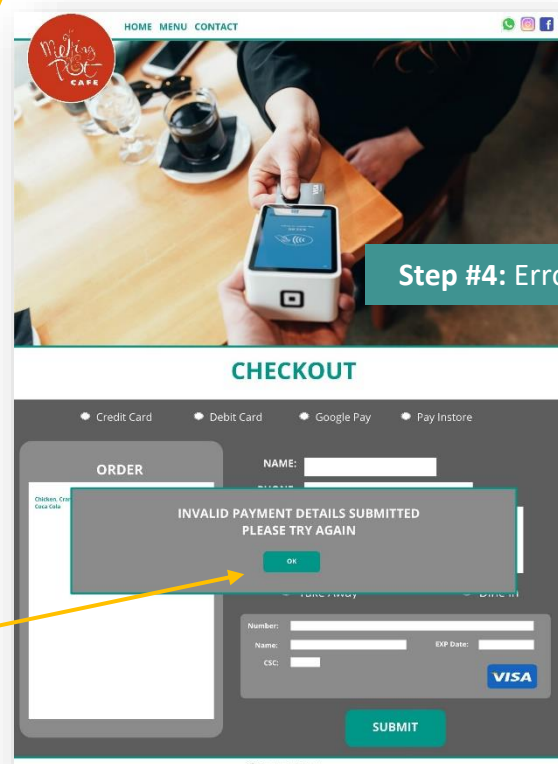 HOME MENU CONTACT
Melting
Pot
CAFE
VISA
Step #4:
CHECKOUT
Credit Card Debit Card Google Pay Pay Instore
ORDER
NAME:
Chicken,
Coca Cola
INVALID PAYMENT DETAILS SUBMITTED
PLEASE TRY AGAIN
OK
Take Away Dine In
Number:
Name: EXP Date:
CSC:
VISA
SUBMIT